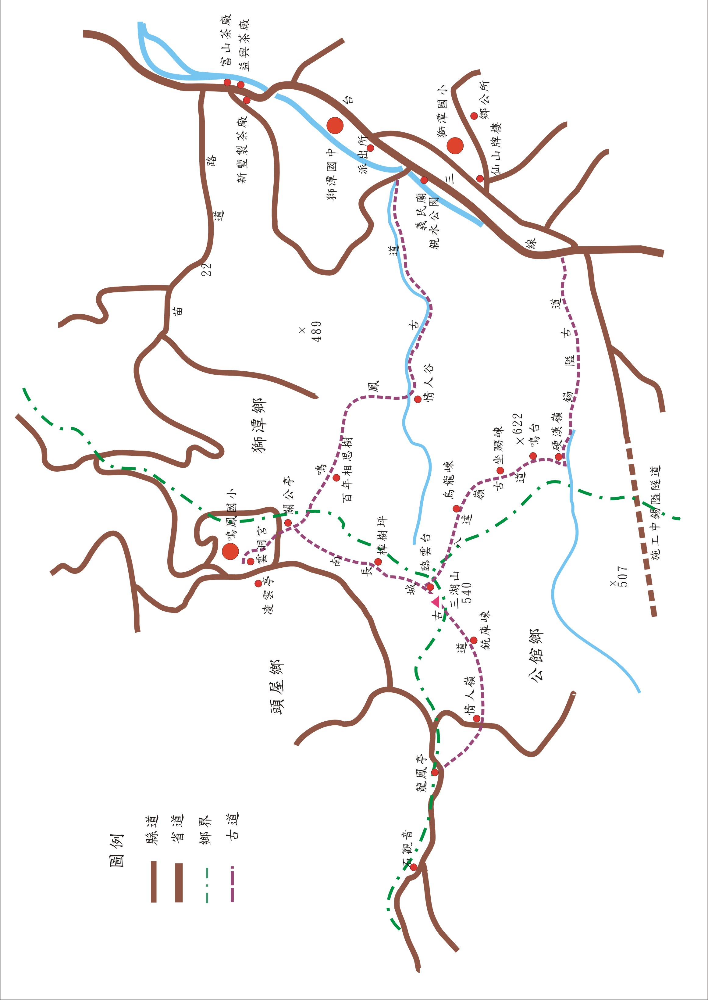 圖例
縣道
省道
鄉界
古道
富山茶廠
益興茶廠
新豐製茶廠
獅潭國中
派出所
獅潭國小
鄉公所
仙山牌樓
義民廟
親水公園
台三線
苗22道路
489
獅潭鄉
鳴鳳古道
情人谷
百年相思樹
關公亭
鳴鳳國小
雲洞宮
凌雲亭
樟樹坪
南長城古道
臨雲台
三湖山
540
八達嶺古道
烏龍崠
坐嬲崠
×622
鳴台
硬漢嶺
錫隘古道
施工中錫隘隧道
507
銃庫崠
情人嶺
公館鄉
頭屋鄉
龍鳳亭
石觀音